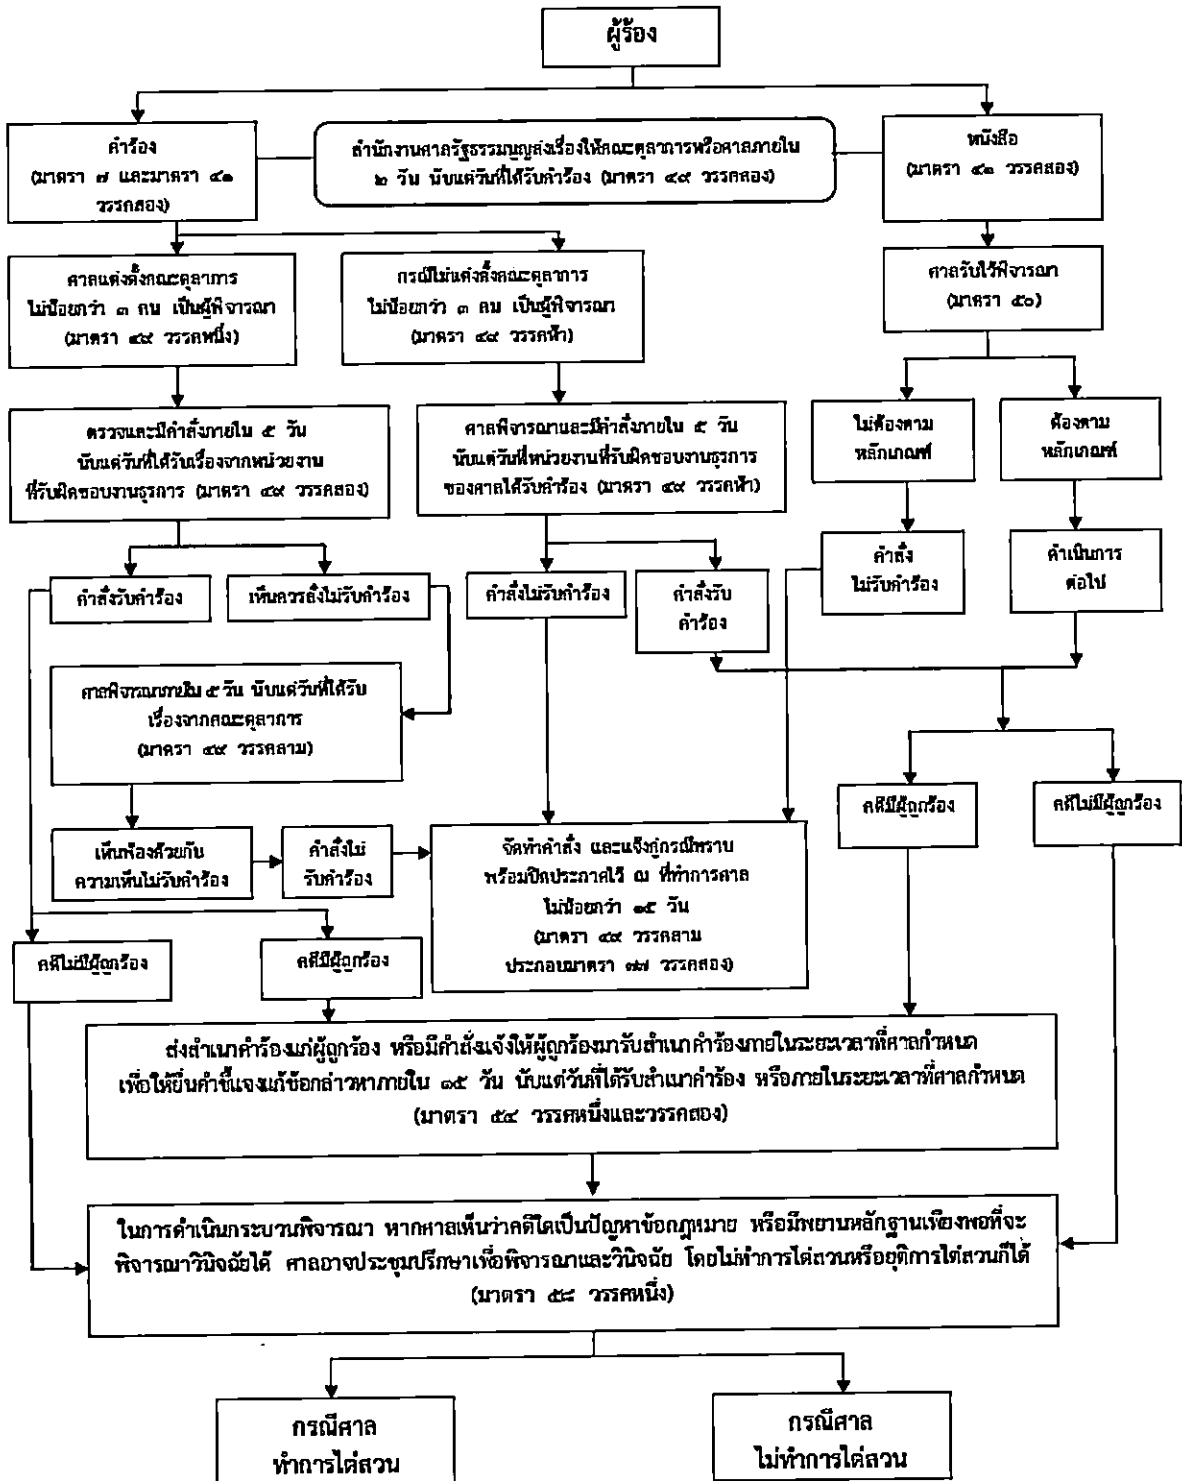 ผู้ร้อง
คำร้อง
(มาตรา ๗ และมาตรา ๔๑
วรรคสอง)
สำนักงานศาลรัฐธรรมนูญส่งเรื่องให้คณะตุลาการหรือศาลภายใน
๒ วัน นับแต่วันที่ได้รับคำร้อง (มาตรา ๔๙ วรรคสอง)
หนังสือ
(มาตรา ๔๑ วรรคสอง)
ศาลแต่งตั้งคณะตุลาการ
ไม่น้อยกว่า ๓ คน เป็นผู้พิจารณา
(มาตรา ๔๙ วรรคหนึ่ง)
กรณีไม่แต่งตั้งคณะตุลาการ
ไม่น้อยกว่า ๓ คน เป็นผู้พิจารณา
(มาตรา ๔๙ วรรคห้า)
ศาลรับไว้พิจารณา
(มาตรา ๕๐)
ตรวจและมีคำสั่งภายใน ๕ วัน
นับแต่วันที่ได้รับเรื่องจากหน่วยงาน
ที่รับผิดชอบงานธุรการ (มาตรา ๔๙ วรรคสอง)
ศาลพิจารณาและมีคำสั่งภายใน ๕ วัน
นับแต่วันที่หน่วยงานที่รับผิดชอบงานธุรการ
ของศาลได้รับคำร้อง (มาตรา ๔๙ วรรคห้า)
ไม่ต้องตาม
หลักเกณฑ์
ต้องตาม
หลักเกณฑ์
คำสั่งรับคำร้อง
เห็นควรสั่งไม่รับคำร้อง
คำสั่งไม่รับคำร้อง
คำสั่งรับ
คำร้อง
คำสั่ง
ไม่รับคำร้อง
ดำเนินการ
ต่อไป
ศาลพิจารณาภายใน ๕ วัน นับแต่วันที่ได้รับ
เรื่องจากคณะตุลาการ
(มาตรา ๔๙ วรรคสาม)
คดีมีผู้ถูกร้อง
คดีไม่มีผู้ถูกร้อง
เห็นพ้องด้วยกับ
ความเห็นไม่รับคำร้อง
คำสั่งไม่
รับคำร้อง
จัดทำคำสั่ง และแจ้งคู่กรณีทราบ
พร้อมปิดประกาศไว้ ณ ที่ทำการศาล
ไม่น้อยกว่า ๑๕ วัน
(มาตรา ๔๙ วรรคสาม
ประกอบมาตรา ๗๗ วรรคสอง)
คดีไม่มีผู้ถูกร้อง
คดีมีผู้ถูกร้อง
ส่งสำเนาคำร้องแก่ผู้ถูกร้อง หรือมีคำสั่งแจ้งให้ผู้ถูกร้องมารับสำเนาคำร้องภายในระยะเวลาที่ศาลกำหนด
เพื่อให้ยื่นคำชี้แจงแก้ข้อกล่าวหาภายใน ๑๕ วัน นับแต่วันที่ได้รับสำเนาคำร้อง หรือภายในระยะเวลาที่ศาลกำหนด
(มาตรา ๕๔ วรรคหนึ่งและวรรคสอง)
ในการดำเนินกระบวนพิจารณา หากศาลเห็นว่าคดีใดเป็นปัญหาข้อกฎหมาย หรือมีพยานหลักฐานเพียงพอที่จะ
พิจารณาวินิจฉัยได้ ศาลอาจประชุมปรึกษาเพื่อพิจารณาและวินิจฉัย โดยไม่ทำการไต่สวนหรือยุติการไต่สวนก็ได้
(มาตรา ๕๘ วรรคหนึ่ง)
กรณีศาล
ทำการไต่สวน
กรณีศาล
ไม่ทำการไต่สวน